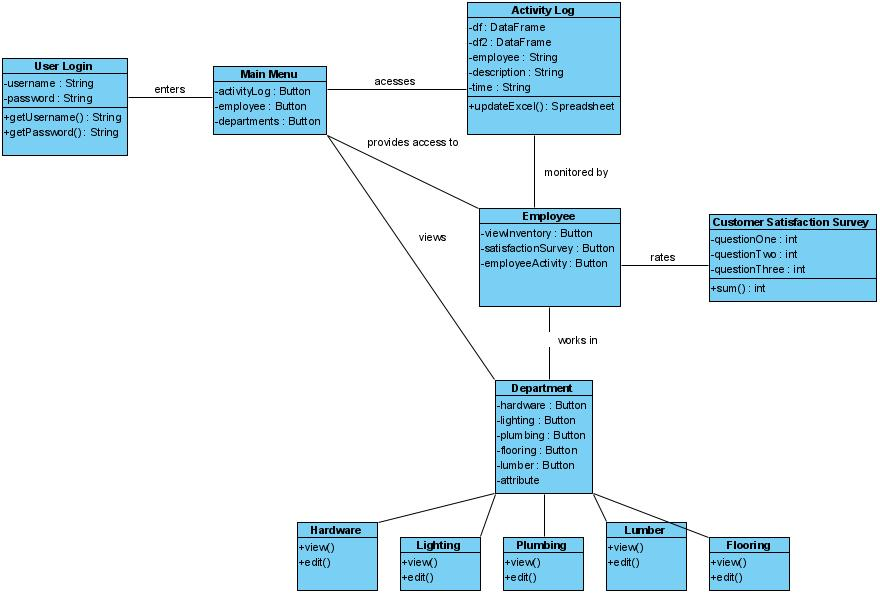 Activity Log
-df : DataFrame
-df2 : DataFrame
-employee : String
-description : String
-time : String
+updateExcel() : Spreadsheet
User Login
-username : String
-password : String
+getUsername() : String
+getPassword() : String
enters
Main Menu
-activityLog : Button
-employee : Button
-departments : Button
acesses
provides access to
monitored by
views
Employee
-viewInventory : Button
-satisfactionSurvey : Button
-employeeActivity : Button
rates
Customer Satisfaction Survey
-questionOne : int
-questionTwo : int
-questionThree : int
+sum() : int
works in
Department
-hardware : Button
-lighting : Button
-plumbing : Button
-flooring : Button
-lumber : Button
-attribute
Hardware
+view()
+edit()
Lighting
+view()
+edit()
Plumbing
+view()
+edit()
Lumber
+view()
+edit()
Flooring
+view()
+edit()